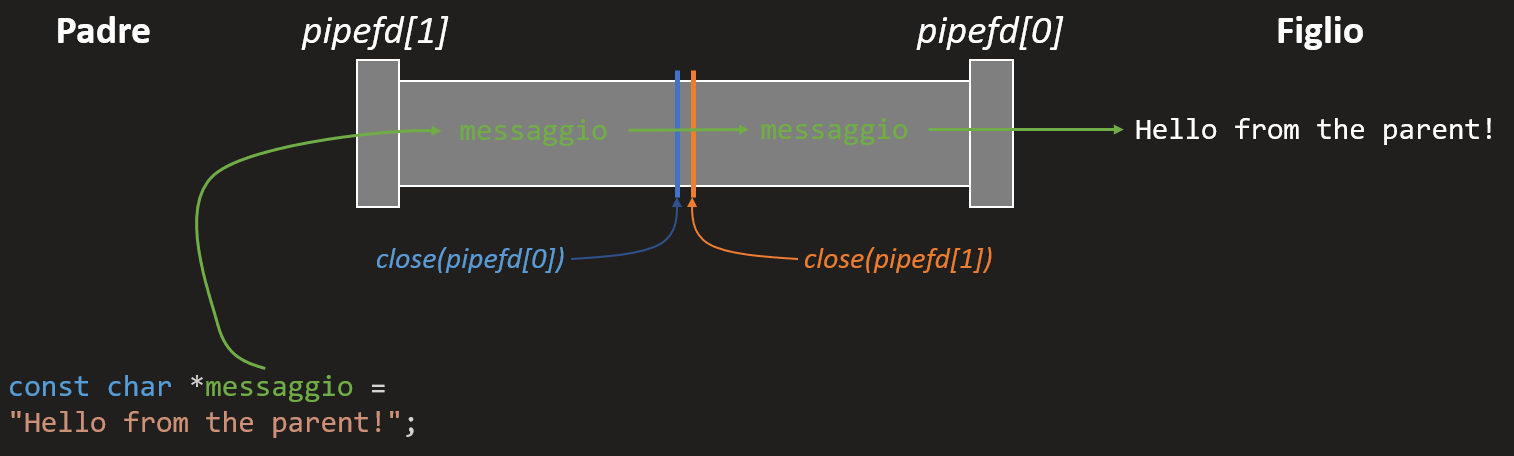 Padre
pipefd[1]
pipefd[0]
Figlio
messaggio
messaggio
Hello from the parent!
close(pipefd[0])
close(pipefd[1])
const char *messaggio =
"Hello from the parent!";